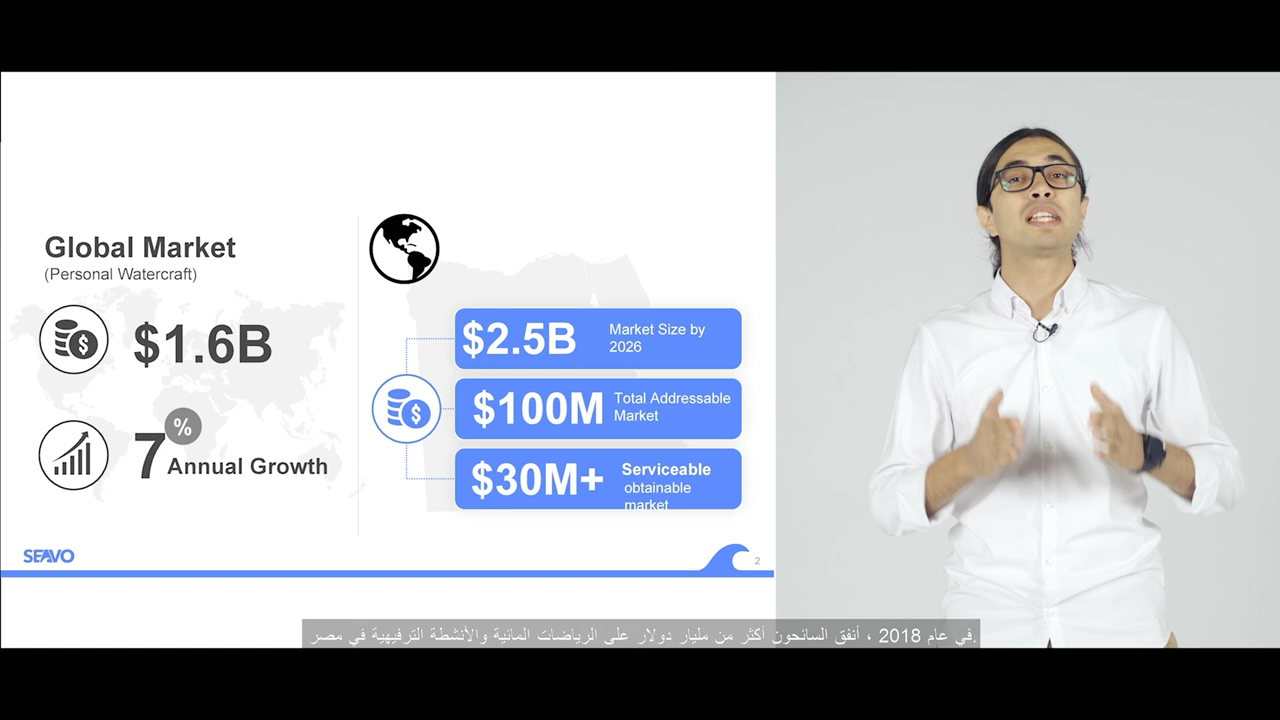 Global Market
(Personal Watercraft)
$1.6B
7%
Annual Growth
$2.5B
Market Size by
2026
$100M
Total Addressable
Market
$30M+
Serviceable
obtainable
market
SEAVO
2
في عام 2018 ، أنفق السائحون أكثر من مليار دولار على الرياضات المائية والأنشطة الترفيهية في مصر.